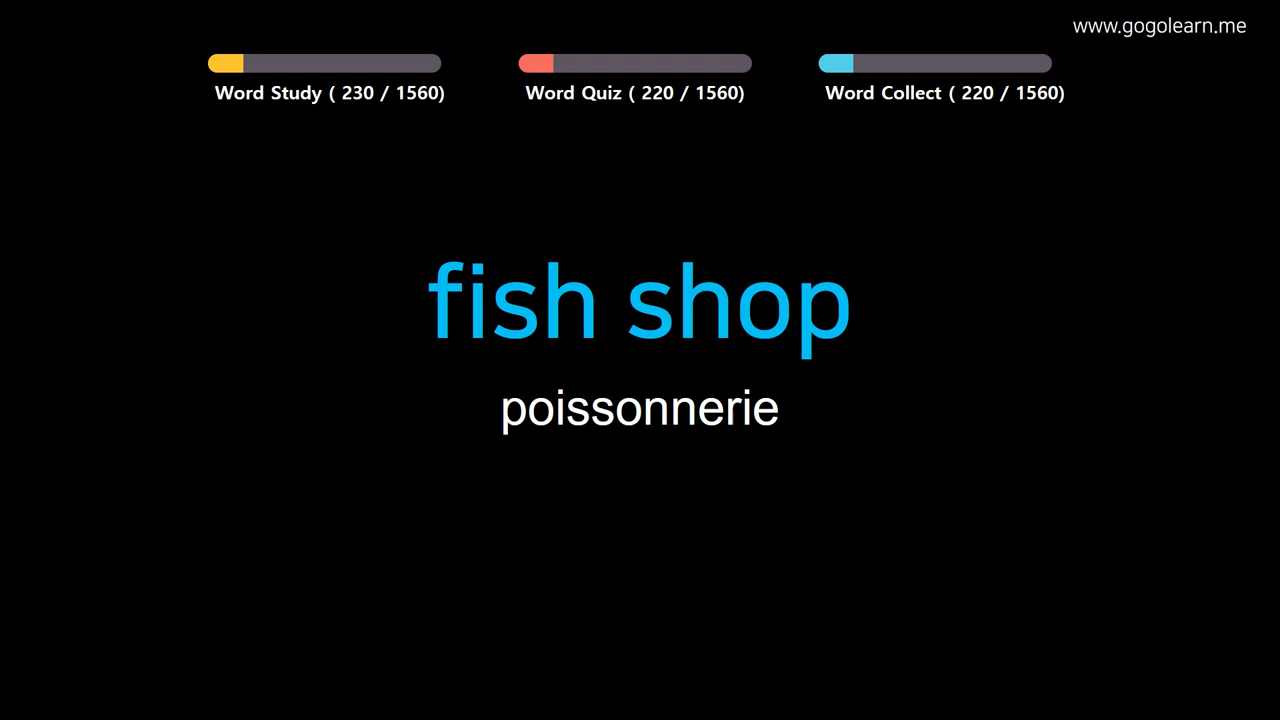 www.gogolearn.me
Word Study ( 230 / 1560)
Word Quiz ( 220 / 1560)
Word Collect ( 220 / 1560)
fish shop
poissonnerie